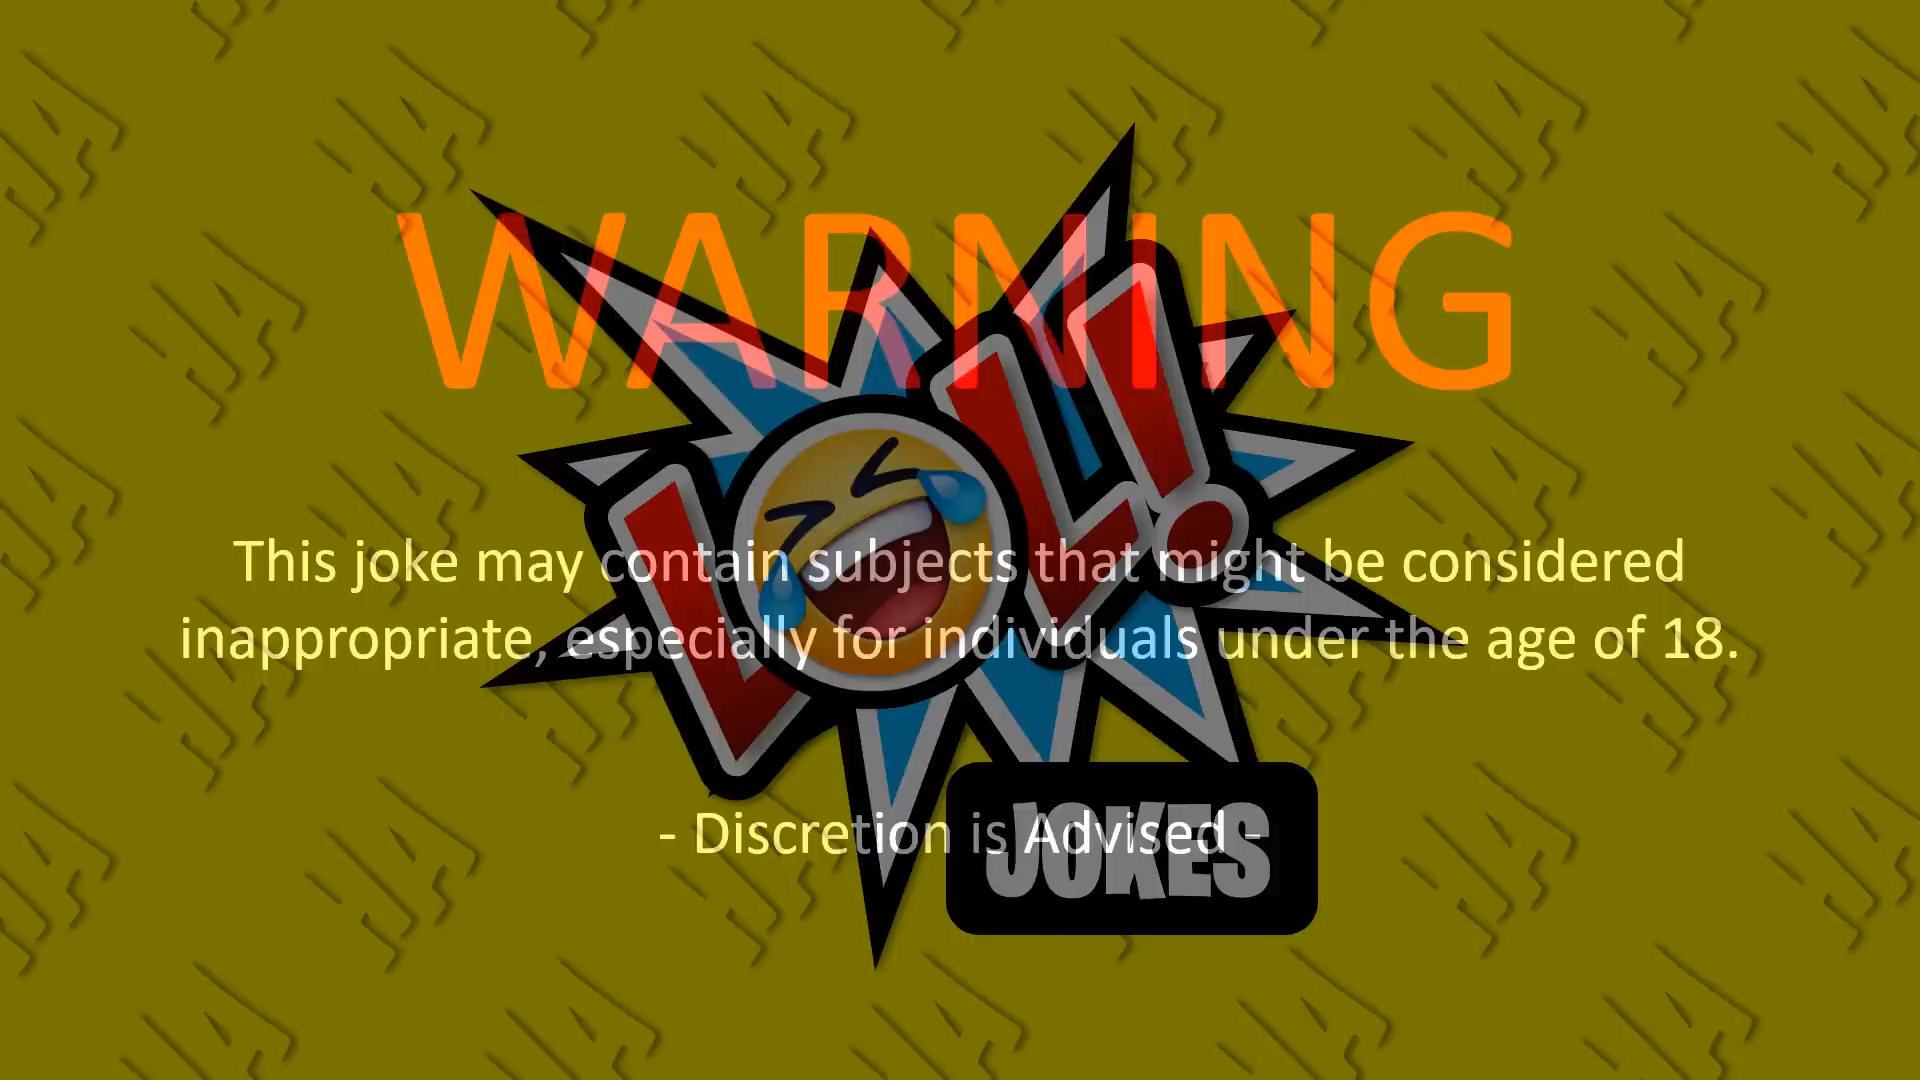 WARNING
LOL!
This joke may contain subjects that might be considered
inappropriate, especially for individuals under the age of 18.
- Discretion is Advised -
JOKES